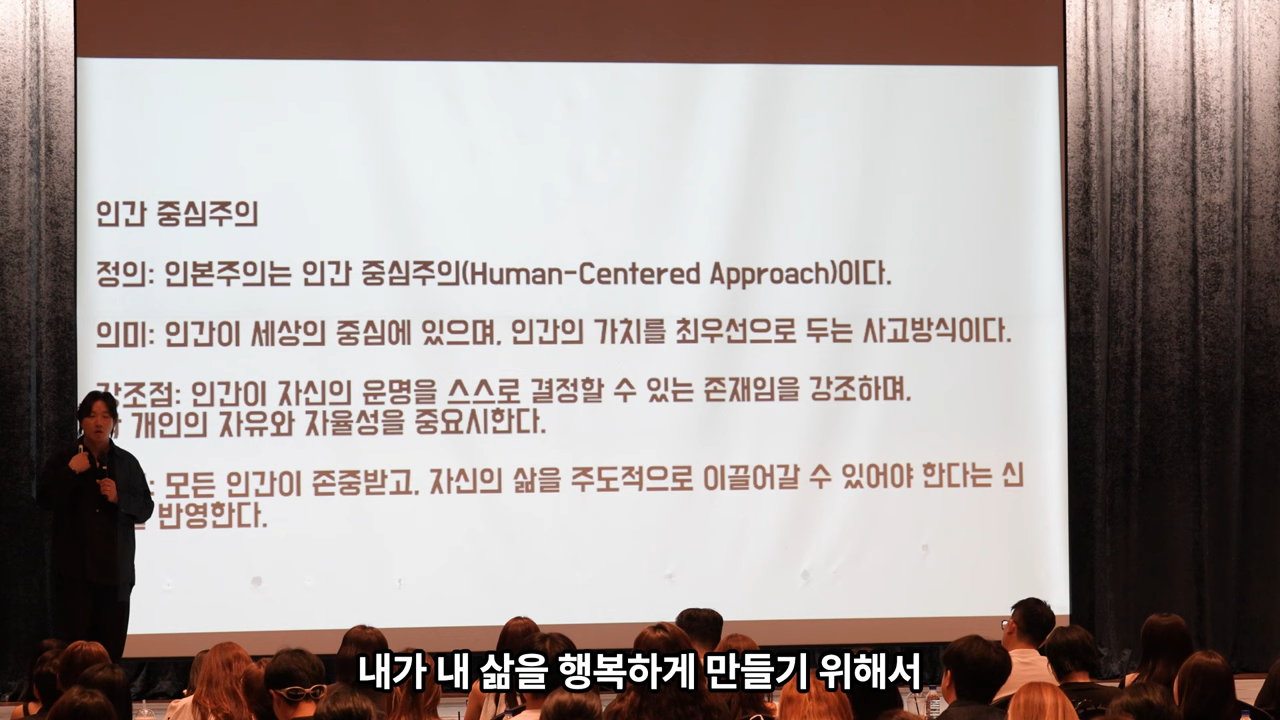 인간 중심주의
정의: 인본주의는 인간 중심주의(Human-Centered Approach)이다.
의미: 인간이 세상의 중심에 있으며, 인간의 가치를 최우선으로 두는 사고방식이다.
인간이 자신의 운명을 스스로 결정할 수 있는 존재임을 강조하며,
개인의 자유와 자율성을 중요시한다.
: 모든 인간이 존중받고, 자신의 삶을 주도적으로 이끌어갈 수 있어야 한다는 신
반영한다.
내가 내 삶을 행복하게 만들기 위해서